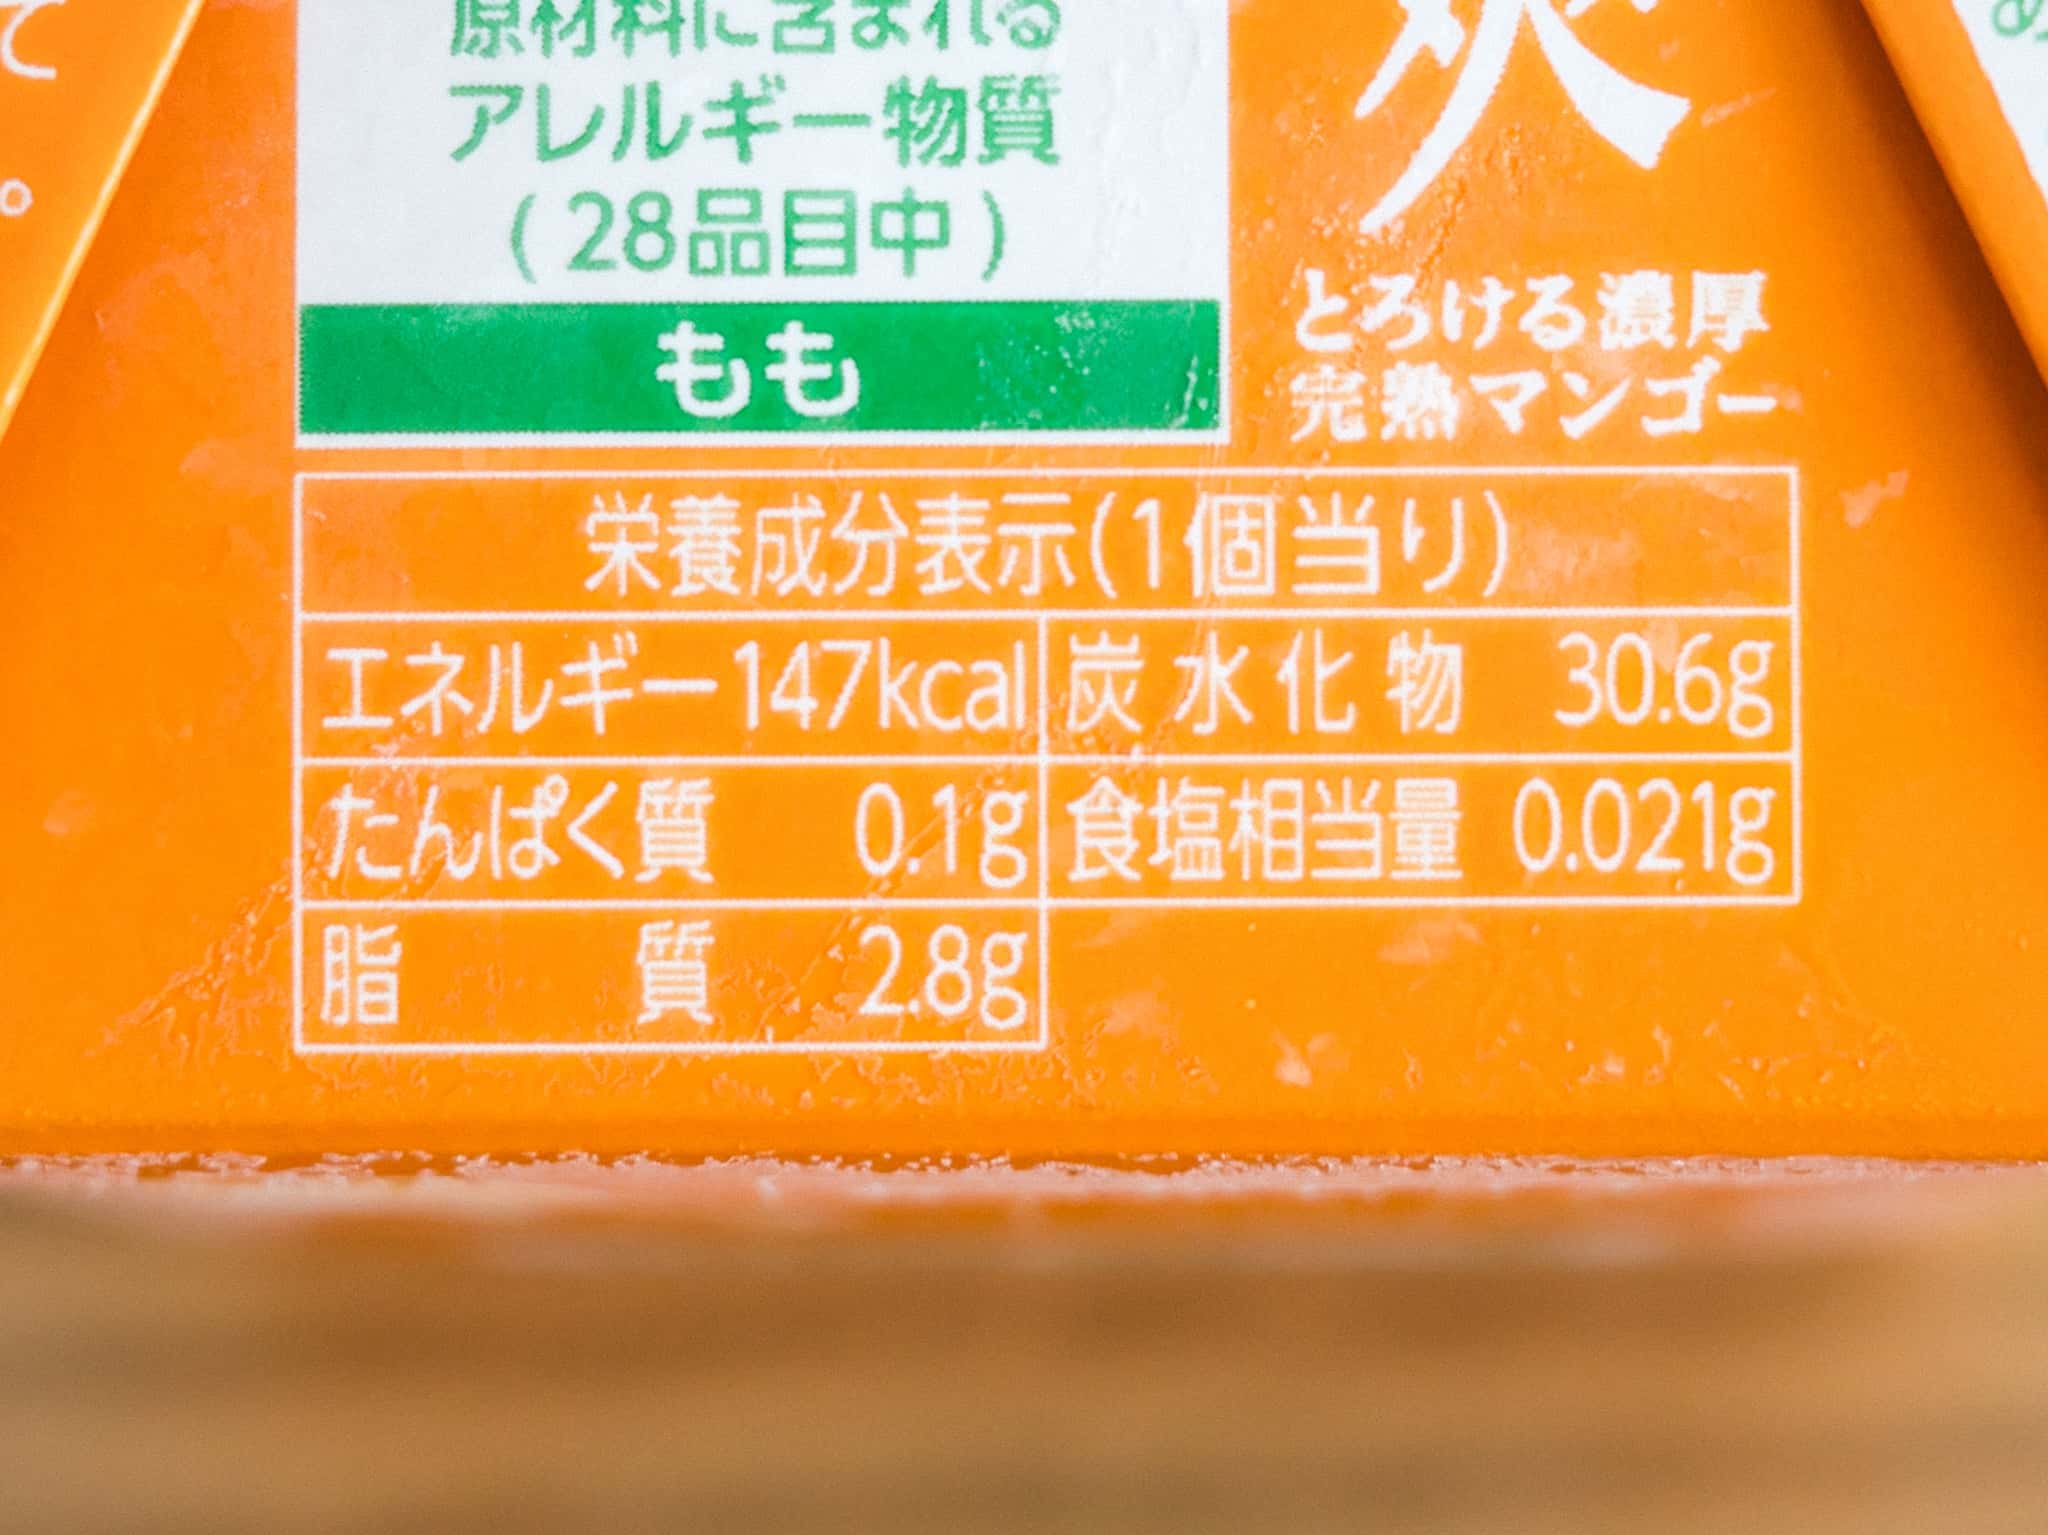 て
。
原材料に含まれる
アレルギー物質
(28品目中)
もも
とろける濃厚
完熟マンゴー
栄養成分表示(1個当り)
エネルギー147kcal 炭水化物 30.6g
たんぱく質 0.1g 食塩相当量 0.021g
脂質 2.8g